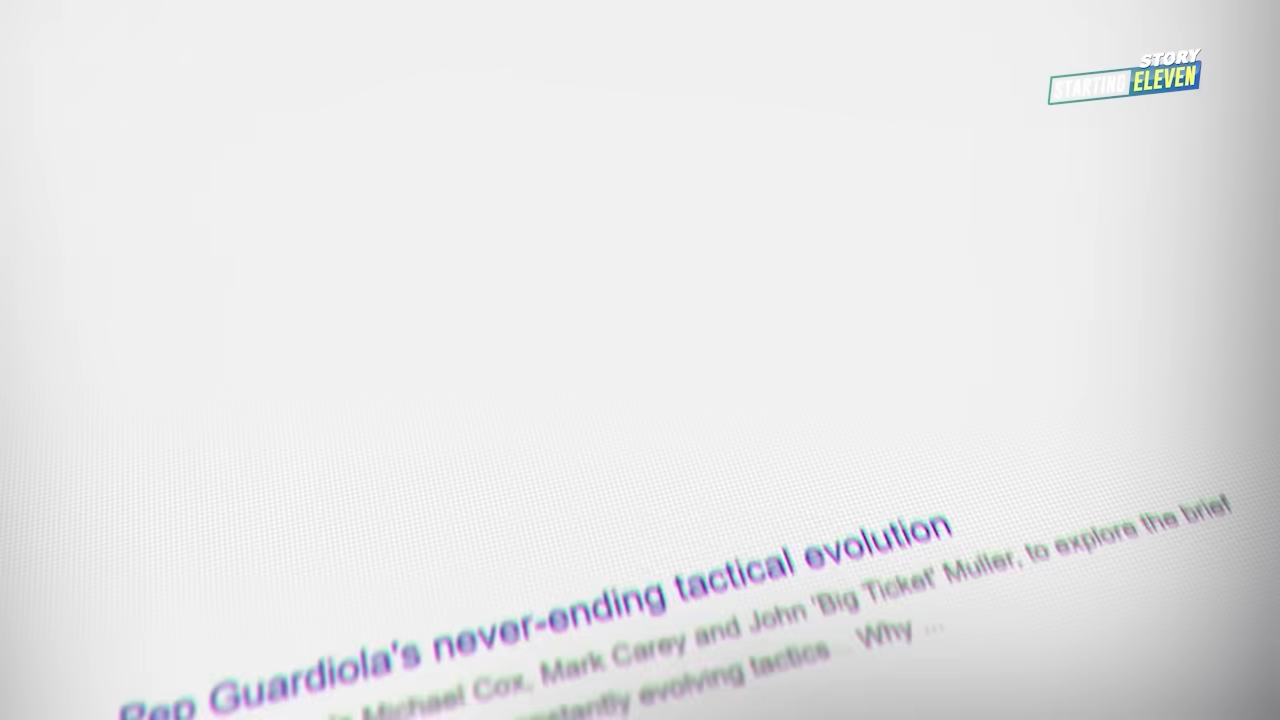 STORY
STARTING ELEVEN
Pep Guardiola's never-ending tactical evolution
Michael Cox, Mark Carey and John 'Big Ticket' Muller, to explore the brief
constantly evolving tactics Why ...